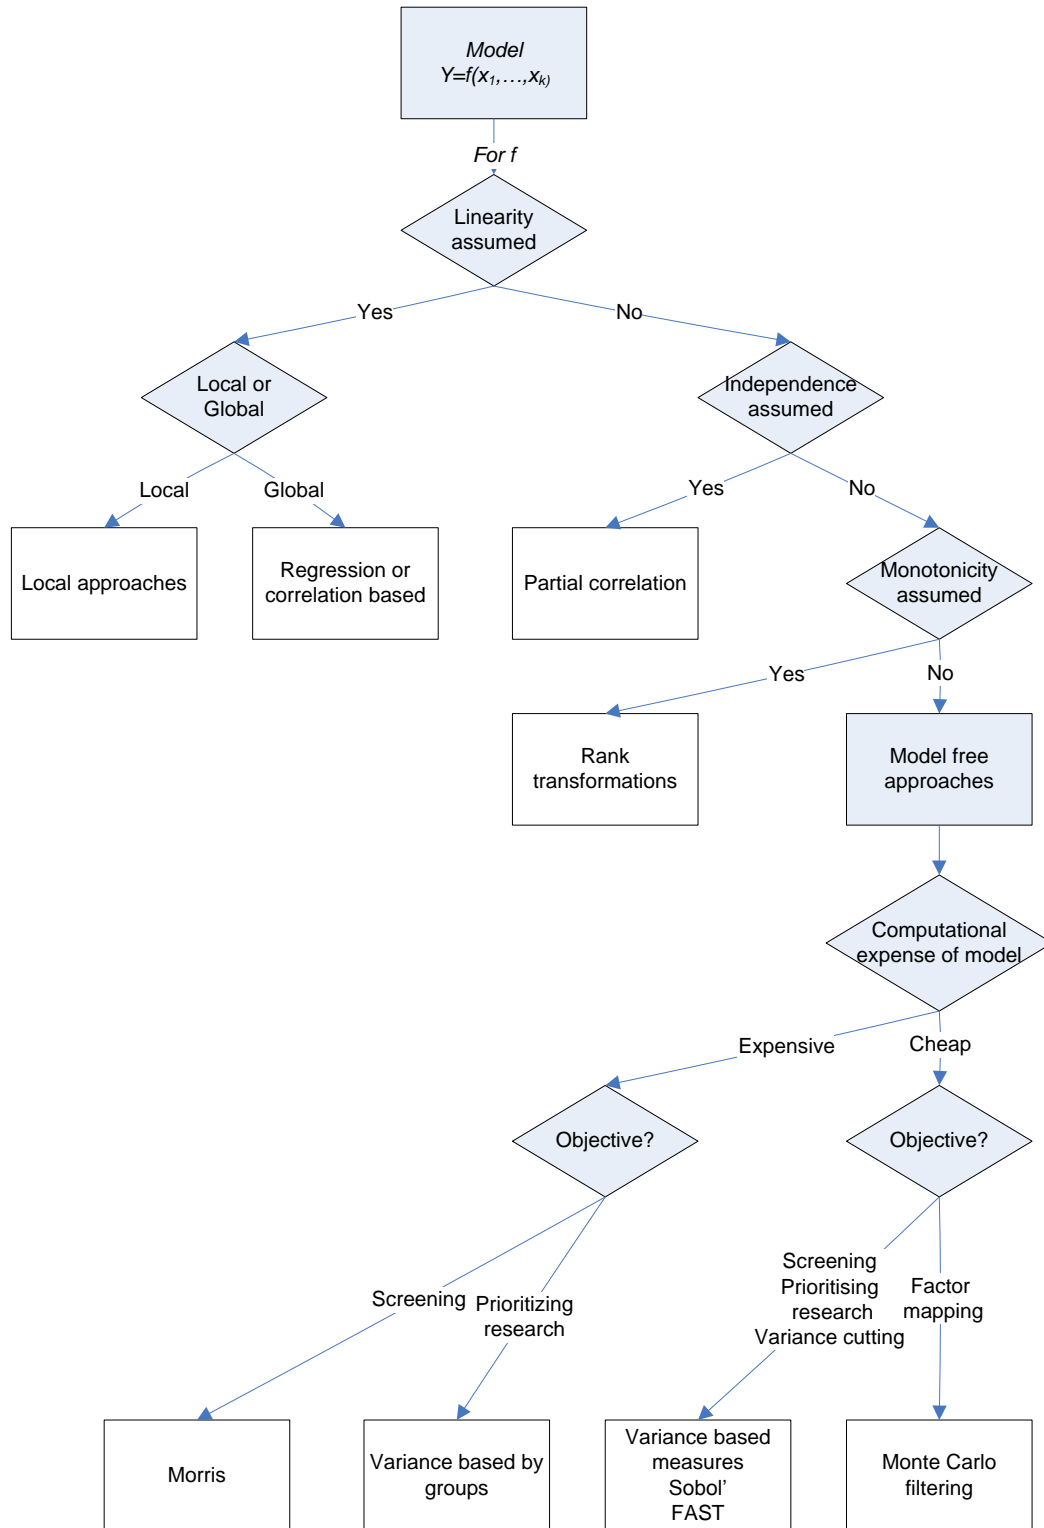 Model
Y=f(x1,…,xk)
For f
Linearity
assumed
Yes
No
Local or
Global
Independence
assumed
Local
Global
Yes
No
Local approaches
Regression or
correlation based
Partial correlation
Monotonicity
assumed
Yes
No
Rank
transformations
Model free
approaches
Computational
expense of model
Expensive
Cheap
Objective?
Objective?
Screening
Prioritizing
research
Screening
Prioritising
research
Variance cutting
Factor
mapping
Morris
Variance based by
groups
Variance based
measures
Sobol’
FAST
Monte Carlo
filtering